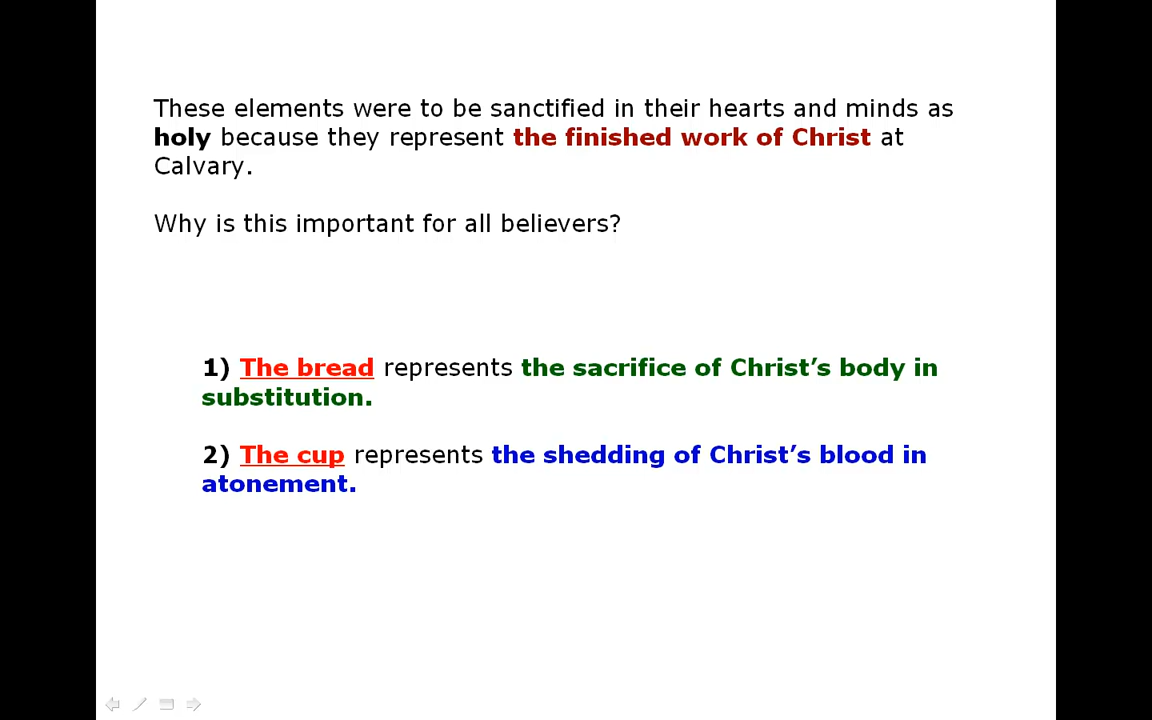 These elements were to be sanctified in their hearts and minds as
holy because they represent the finished work of Christ at
Calvary.
Why is this important for all believers?
1) The bread represents the sacrifice of Christ’s body in
substitution.
2) The cup represents the shedding of Christ’s blood in
atonement.